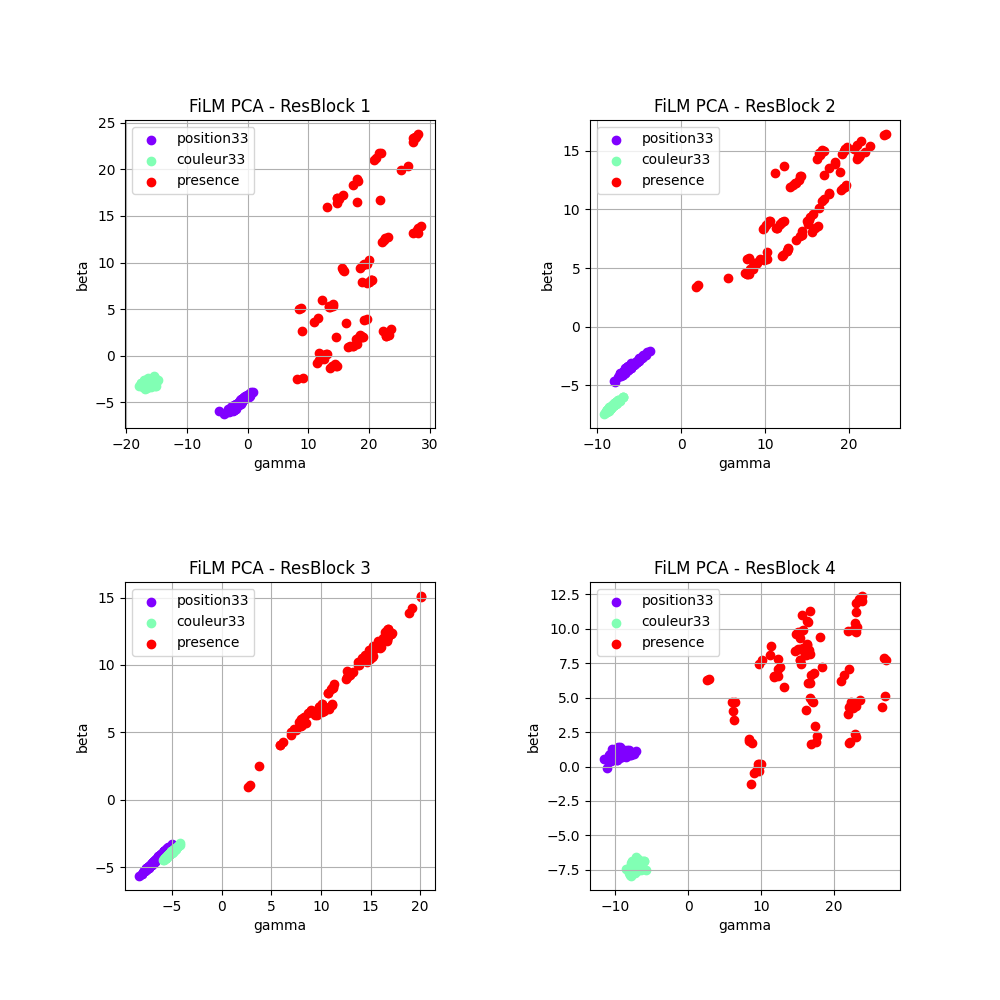 FiLM PCA - ResBlock 1
25
20
15
10
5
0
−5
beta
position33
couleur33
presence
−20 −10 0 10 20 30
gamma
FiLM PCA - ResBlock 2
15
10
5
0
−5
beta
position33
couleur33
presence
−10 0 10 20
gamma
FiLM PCA - ResBlock 3
15
10
5
0
−5
beta
position33
couleur33
presence
−5 0 5 10 15 20
gamma
FiLM PCA - ResBlock 4
12.5
10.0
7.5
5.0
2.5
0.0
−2.5
−5.0
−7.5
beta
position33
couleur33
presence
−10 0 10 20
gamma